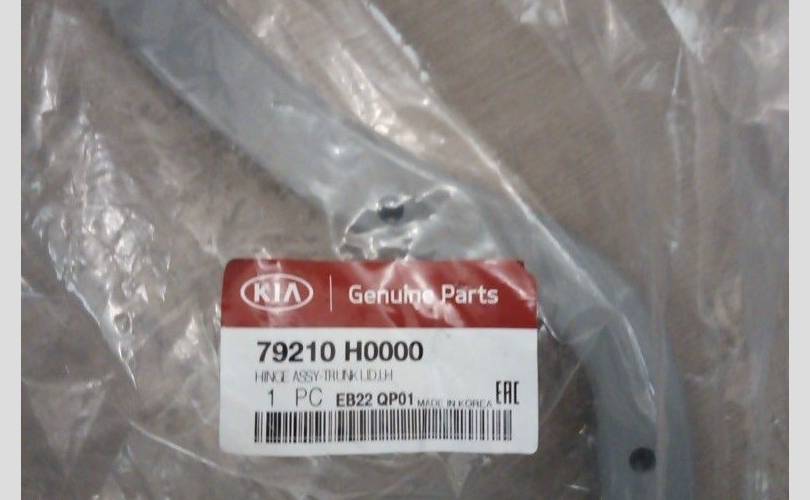 KIA Genuine Parts
79210 H0000
HINGE ASSY-TRUNK LID,LH
1 PC EB22 QP01 MADE IN KOREA EAC